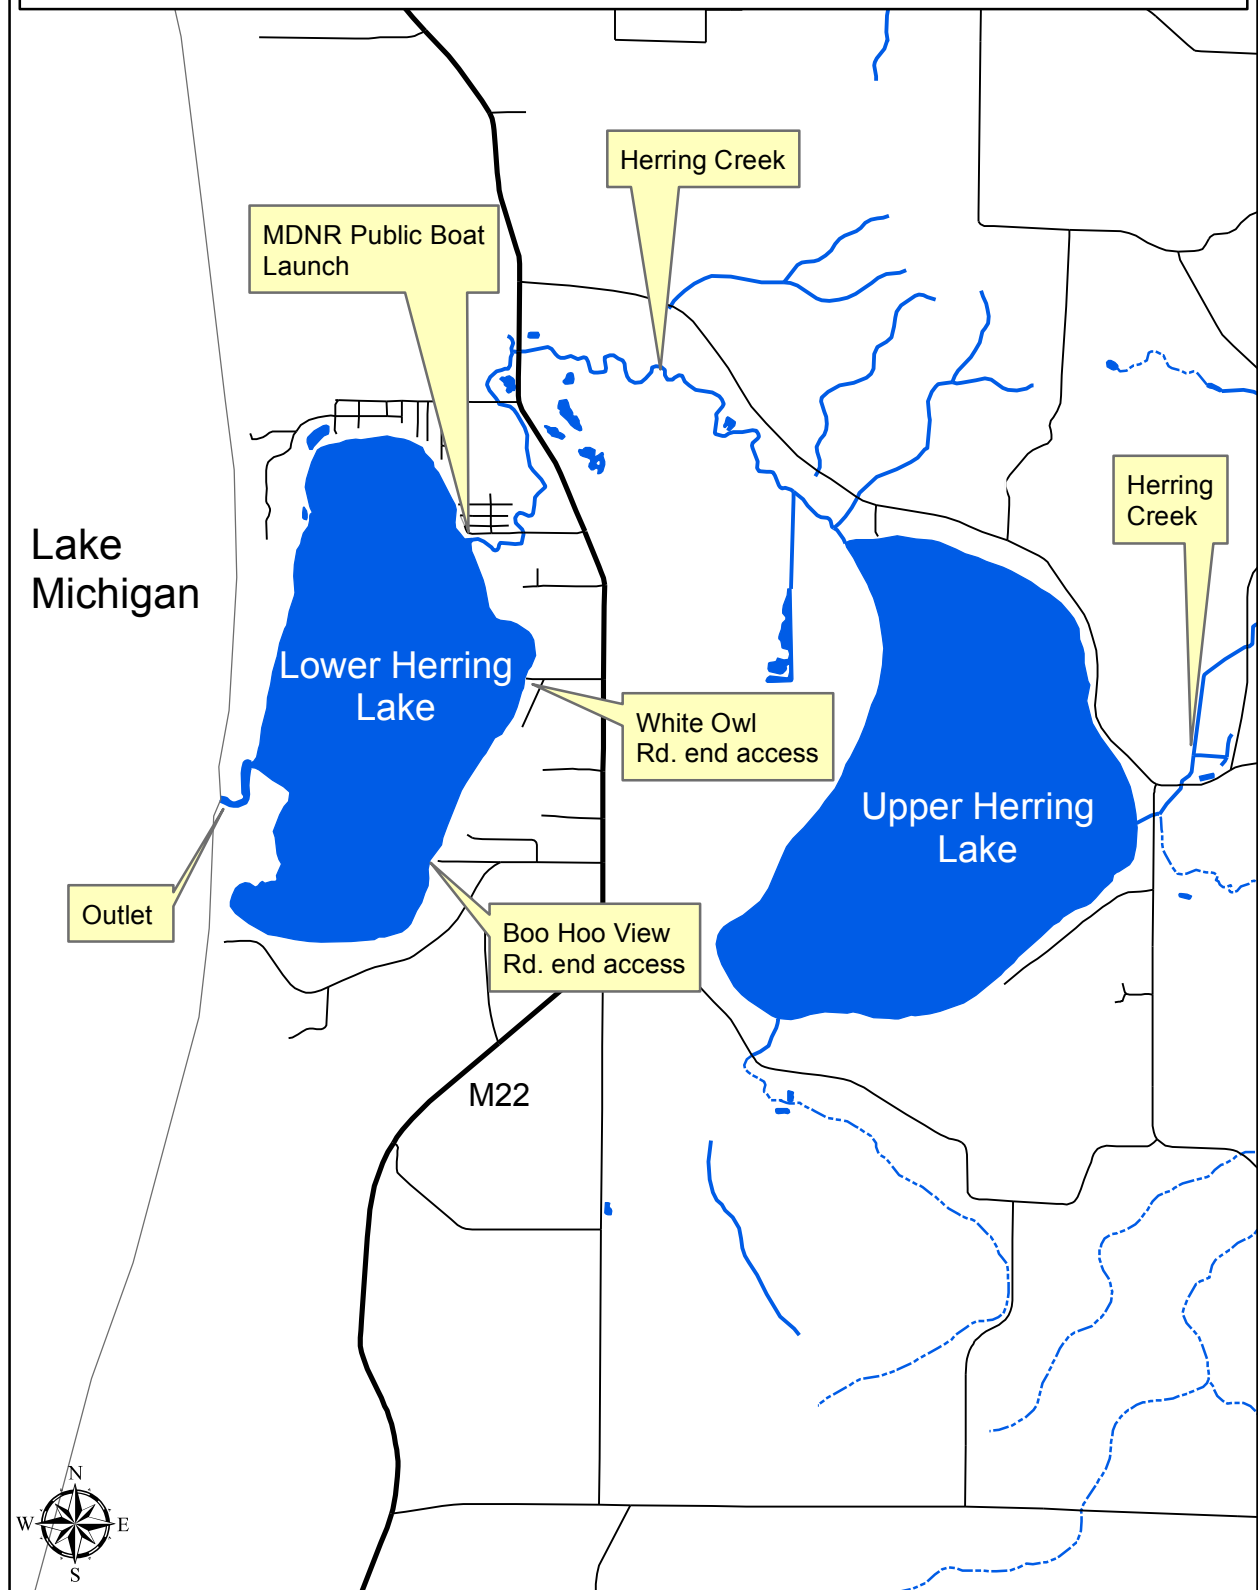 Herring Creek
MDNR Public Boat
Launch
Herring
Creek
Lake
Michigan
Lower Herring
Lake
White Owl
Rd. end access
Upper Herring
Lake
Outlet
Boo Hoo View
Rd. end access
M22
N
W E
S